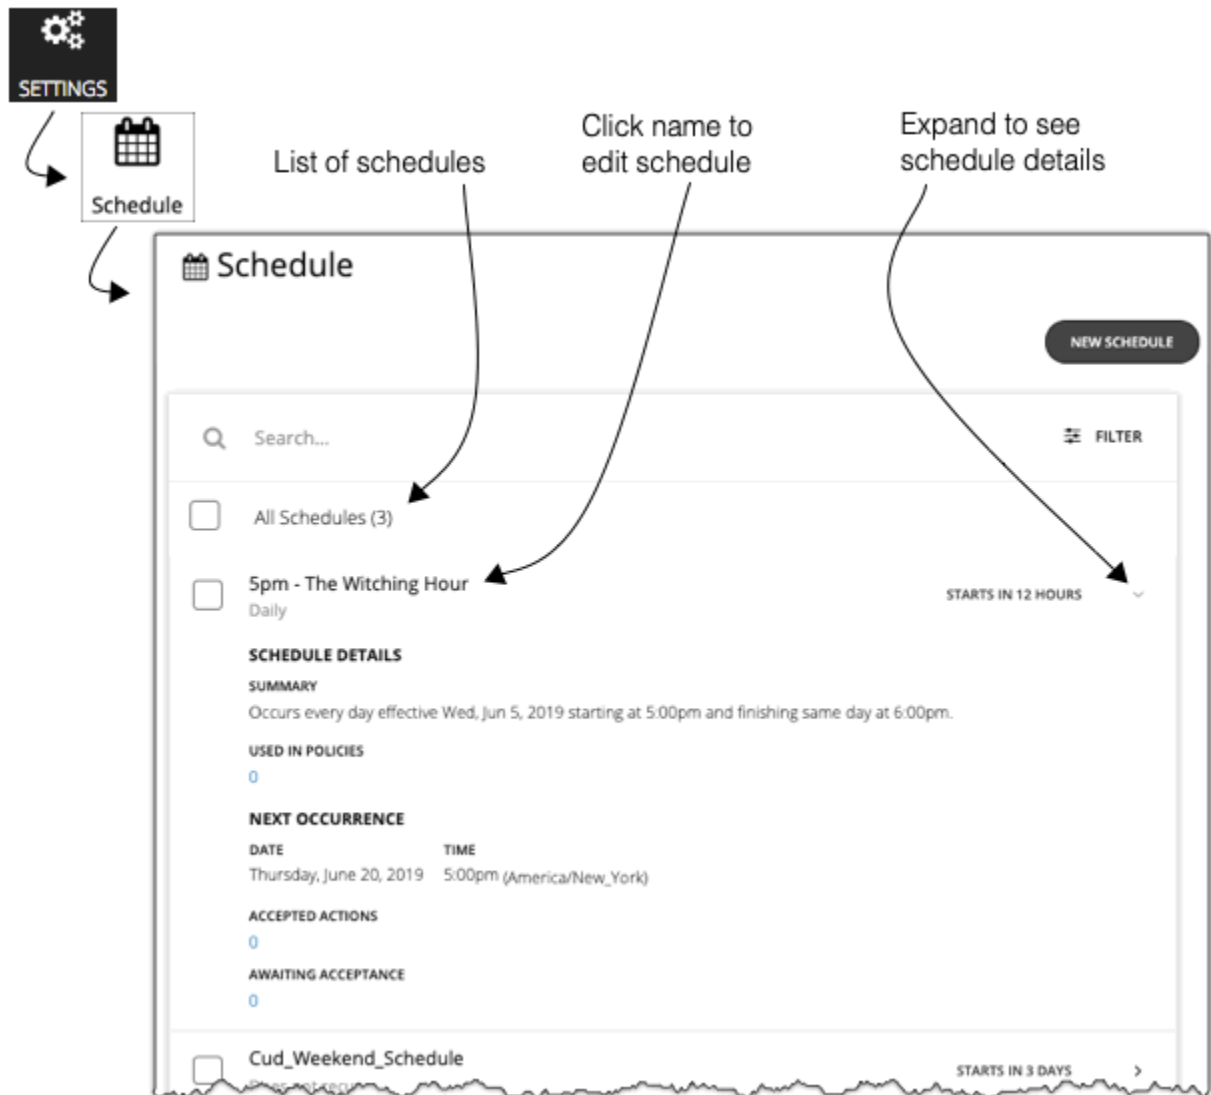 SETTINGS
Schedule
List of schedules
Click name to
edit schedule
Expand to see
schedule details
Schedule
NEW SCHEDULE
Search...
FILTER
All Schedules (3)
5pm - The Witching Hour
Daily
STARTS IN 12 HOURS
SCHEDULE DETAILS
SUMMARY
Occurs every day effective Wed, Jun 5, 2019 starting at 5:00pm and finishing same day at 6:00pm.
USED IN POLICIES
0
NEXT OCCURRENCE
DATE TIME
Thursday, June 20, 2019 5:00pm (America/New_York)
ACCEPTED ACTIONS
0
AWAITING ACCEPTANCE
0
Cud_Weekend_Schedule
STARTS IN 3 DAYS
Does not recur